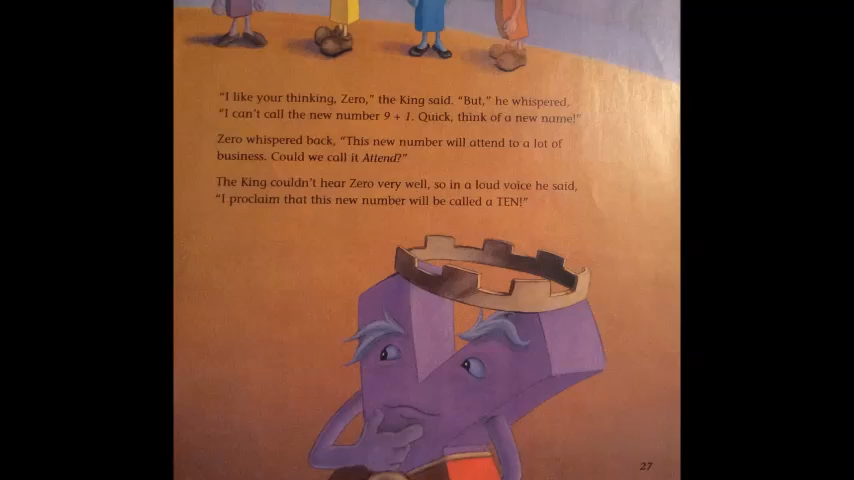 “I like your thinking, Zero,” the King said. “But,” he whispered,
“I can’t call the new number 9 + 1. Quick, think of a new name!”
Zero whispered back, “This new number will attend to a lot of
business. Could we call it Attend?”
The King couldn’t hear Zero very well, so in a loud voice he said,
“I proclaim that this new number will be called a TEN!”
27